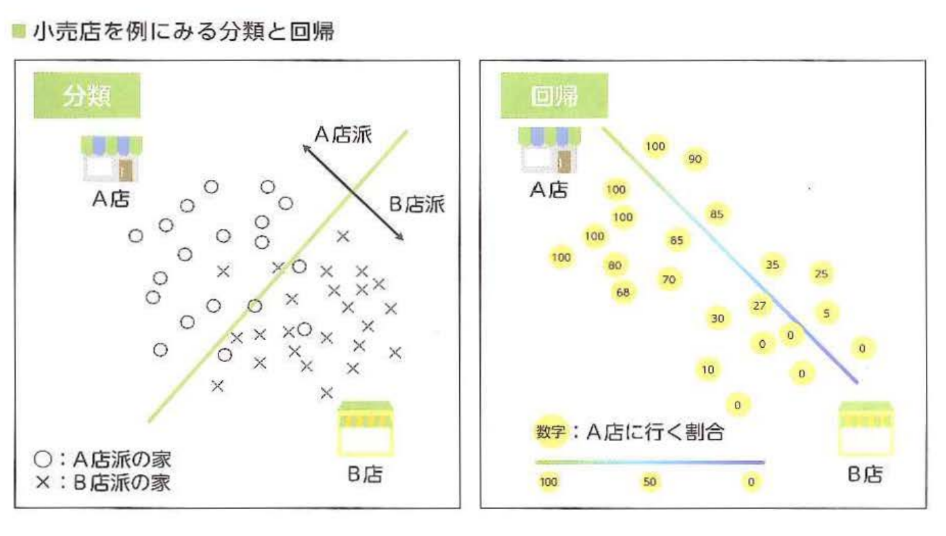 ■ 小売店を例にみる分類と回帰
分類
A店
A店派
B店派
○：A店派の家
×：B店派の家
B店
回帰
A店
100
90
100
100
85
100
85
100
80
35
25
70
68
27
30
5
0
0
0
10
0
0
数字：A店に行く割合
100 50 0
B店